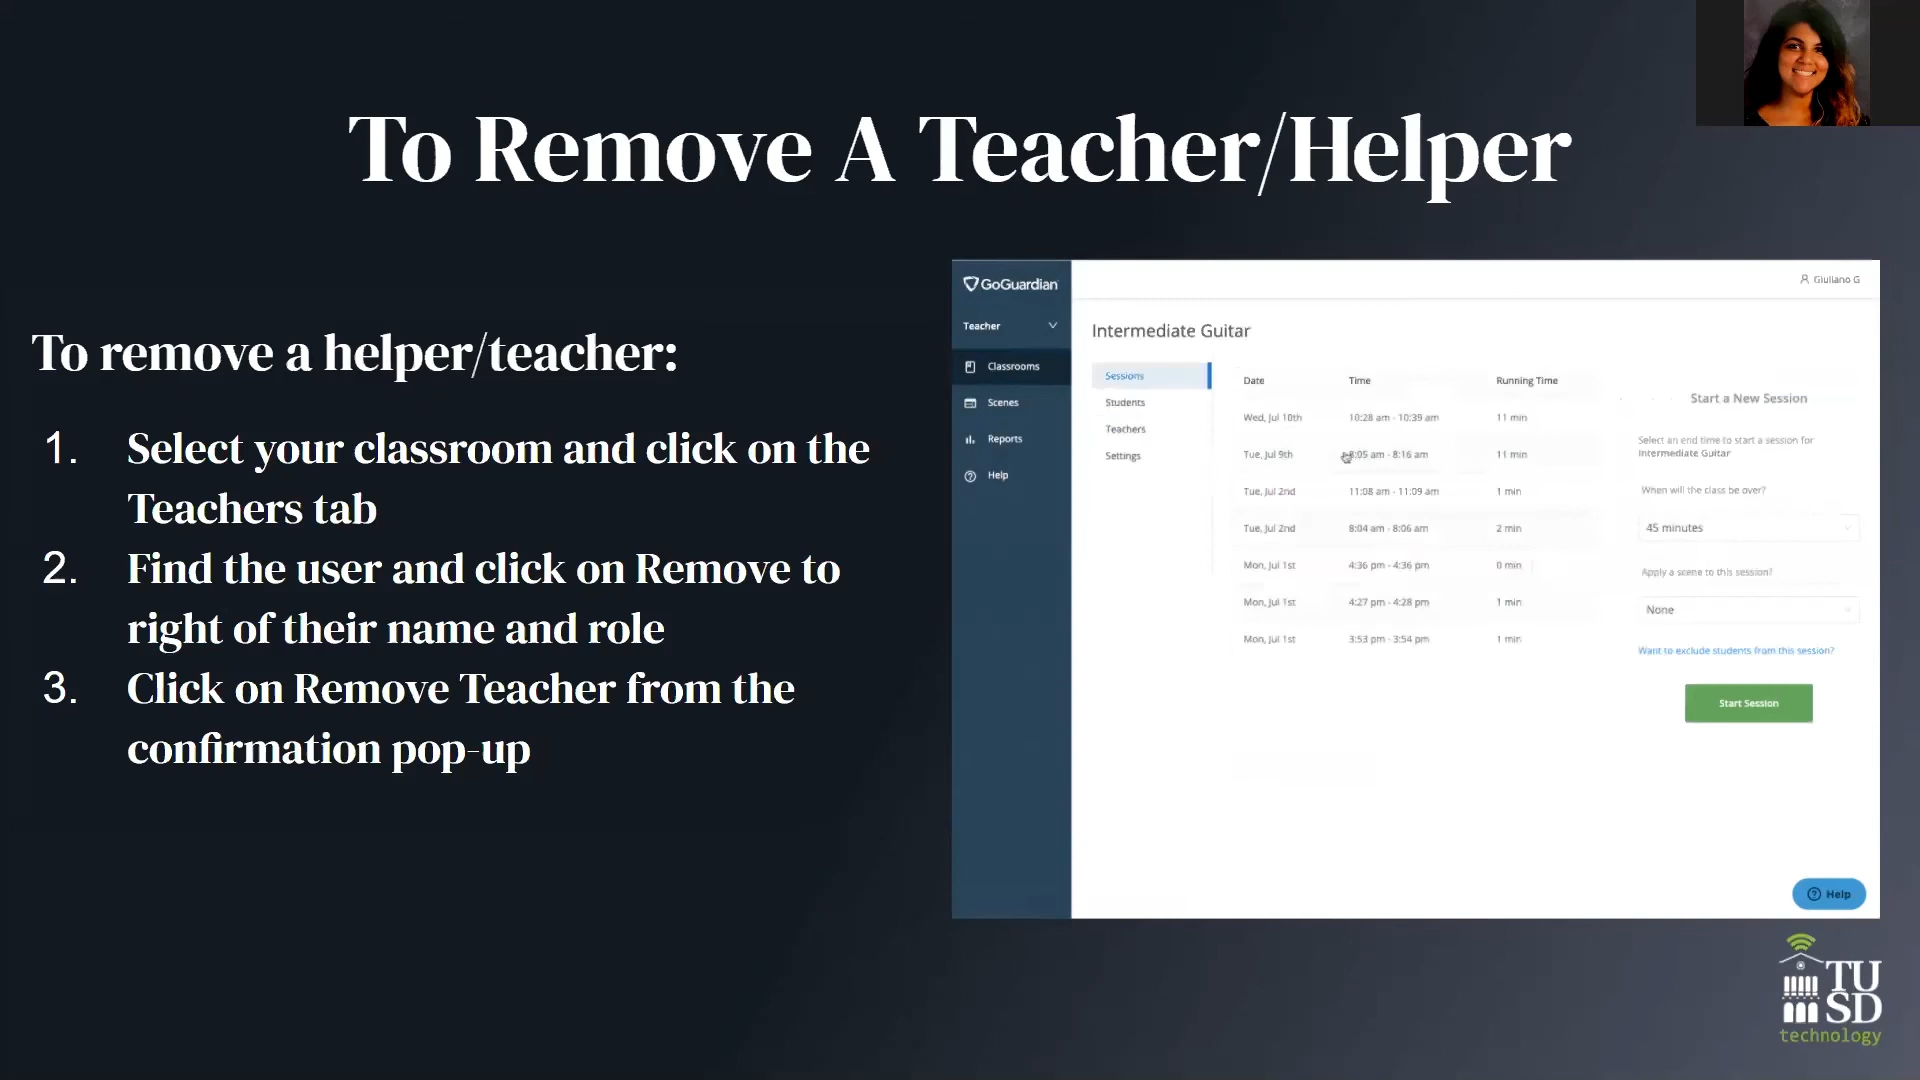 To Remove A Teacher/Helper
To remove a helper/teacher:
1. Select your classroom and click on the
Teachers tab
2. Find the user and click on Remove to
right of their name and role
3. Click on Remove Teacher from the
confirmation pop-up
GoGuardian
Giuliano G
Teacher
Classrooms
Scenes
Reports
Help
Intermediate Guitar
Sessions
Students
Teachers
Settings
Date Time Running Time
Wed, Jul 10th 10:28 am - 10:39 am 11 min
Tue, Jul 9th 8:05 am - 8:16 am 11 min
Tue, Jul 2nd 11:08 am - 11:09 am 1 min
Tue, Jul 2nd 8:04 am - 8:06 am 2 min
Mon, Jul 1st 4:36 pm - 4:36 pm 0 min
Mon, Jul 1st 4:27 pm - 4:28 pm 1 min
Mon, Jul 1st 3:53 pm - 3:54 pm 1 min
Start a New Session
Select an end time to start a session for
Intermediate Guitar
When will the class be over?
45 minutes
Apply a scene to this session?
None
Want to exclude students from this session?
Start Session
Help
TU
SD
technology